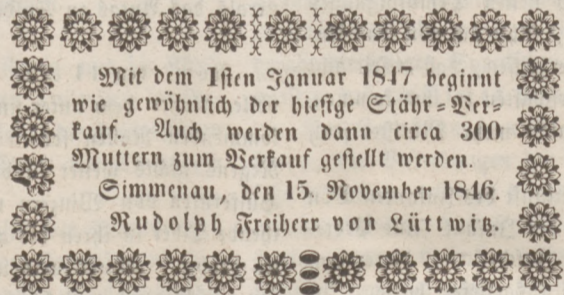 Mit dem 1sten Januar 1847 beginnt
wie gewöhnlich der hiesige Stähr-Ver-
kauf. Auch werden dann circa 300
Muttern zum Verkauf gestellt werden.
Simmenau, den 15. November 1846.
Rudolph Freiherr von Lüttwitz.